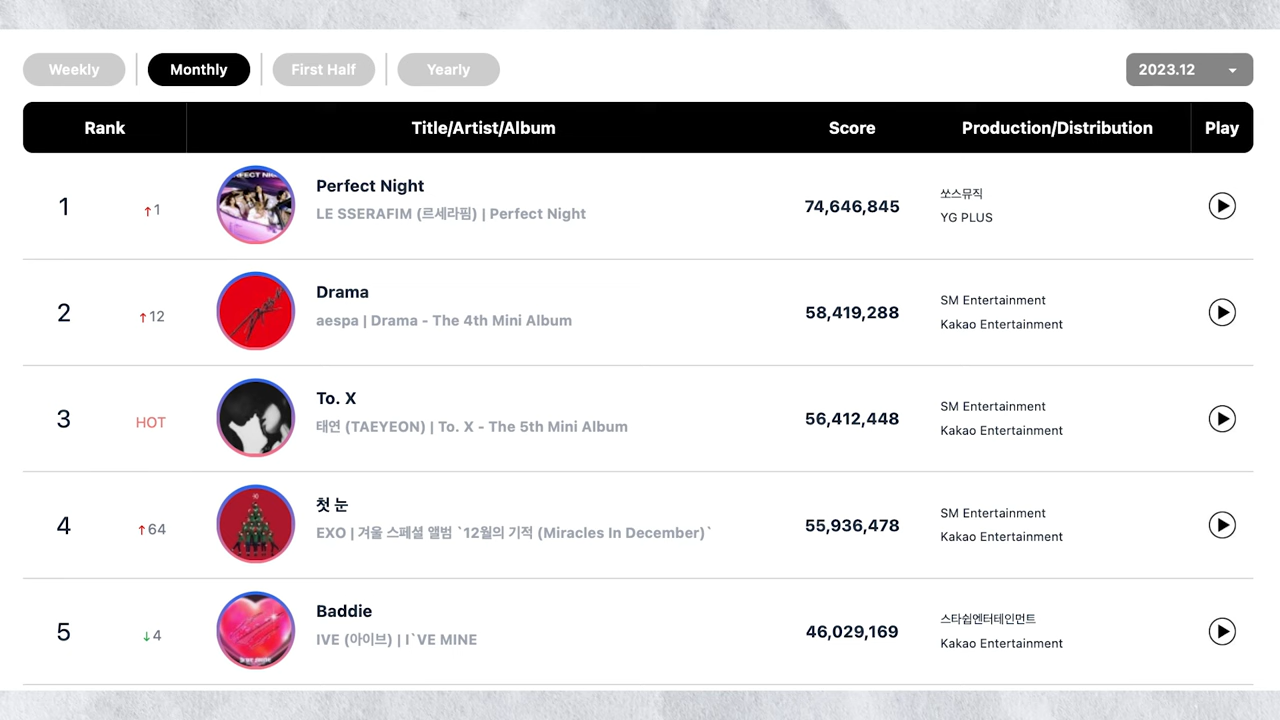 Weekly
Monthly
First Half
Yearly
2023.12
Rank
Title/Artist/Album
Score
Production/Distribution
Play
1
↑1
Perfect Night
LE SSERAFIM (르세라핌) | Perfect Night
74,646,845
쏘스뮤직
YG PLUS
2
↑12
Drama
aespa | Drama - The 4th Mini Album
58,419,288
SM Entertainment
Kakao Entertainment
3
HOT
To. X
태연 (TAEYEON) | To. X - The 5th Mini Album
56,412,448
SM Entertainment
Kakao Entertainment
4
↑64
첫 눈
EXO | 겨울 스페셜 앨범 `12월의 기적 (Miracles In December)`
55,936,478
SM Entertainment
Kakao Entertainment
5
↓4
Baddie
IVE (아이브) | I`VE MINE
46,029,169
스타쉽엔터테인먼트
Kakao Entertainment